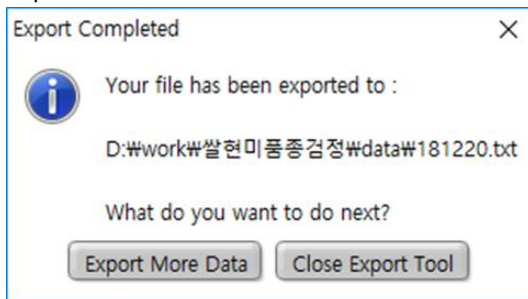 Export Completed
Your file has been exported to :
D:₩work₩쌀현미품종검정₩data₩181220.txt
What do you want to do next?
Export More Data
Close Export Tool